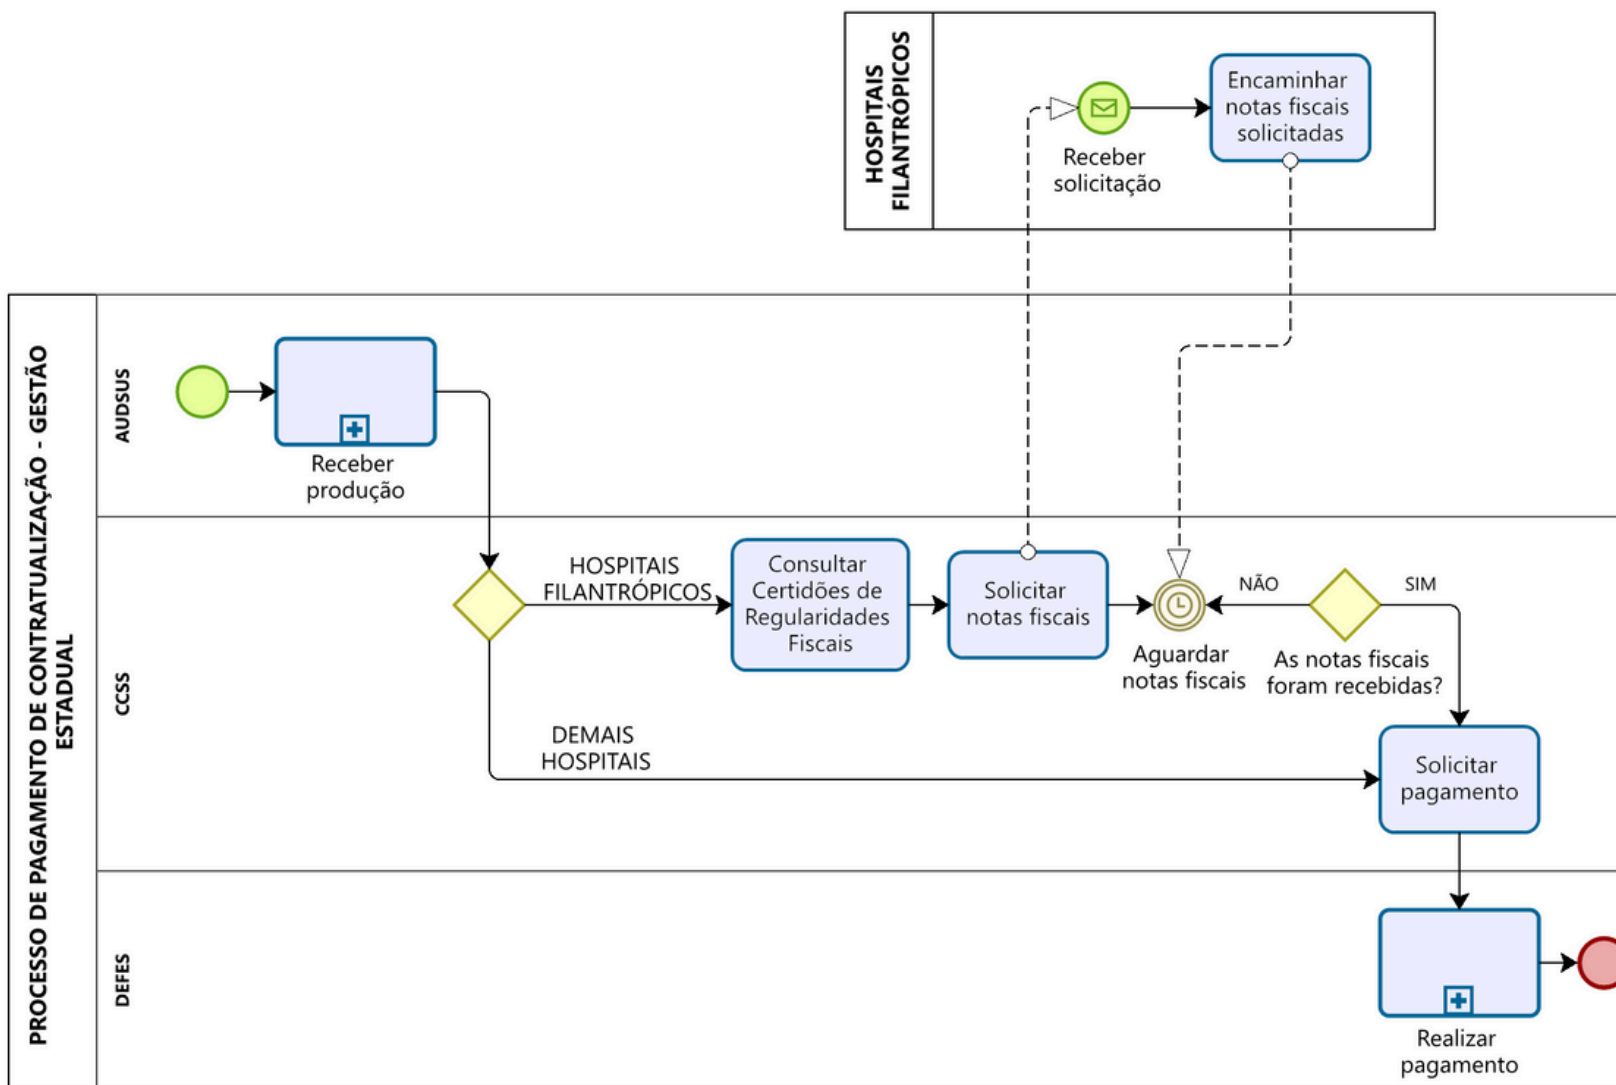 HOSPITAIS
FILANTRÓPICOS
Encaminhar
notas fiscais
solicitadas
Receber
solicitação
PROCESSO DE PAGAMENTO DE CONTRATUALIZAÇÃO - GESTÃO
ESTADUAL
AUDSUS
Receber
produção
CCSS
HOSPITAIS
FILANTRÓPICOS
Consultar
Certidões de
Regularidades
Fiscais
Solicitar
notas fiscais
Aguardar
notas fiscais
NÃO
SIM
As notas fiscais
foram recebidas?
DEMAIS
HOSPITAIS
Solicitar
pagamento
DEFES
Realizar
pagamento